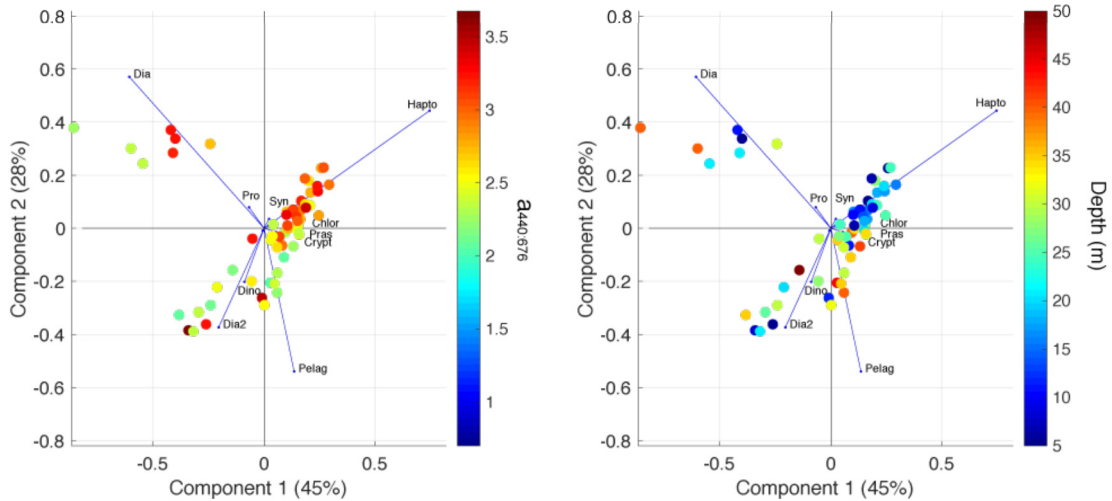 0.8
0.6
0.4
0.2
0
-0.2
-0.4
-0.6
-0.8
-0.5
0
0.5
Component 1 (45%)
Component 2 (28%)
Dia
Hapto
Pro
Syn
Chlor
Pras
Crypt
Dino
Dia2
Pelag
3.5
3
2.5
2
1.5
1
a440:676
0.8
0.6
0.4
0.2
0
-0.2
-0.4
-0.6
-0.8
-0.5
0
0.5
Component 1 (45%)
Component 2 (28%)
Dia
Hapto
Pro
Syn
Chlor
Pras
Crypt
Dino
Dia2
Pelag
50
45
40
35
30
25
20
15
10
5
Depth (m)